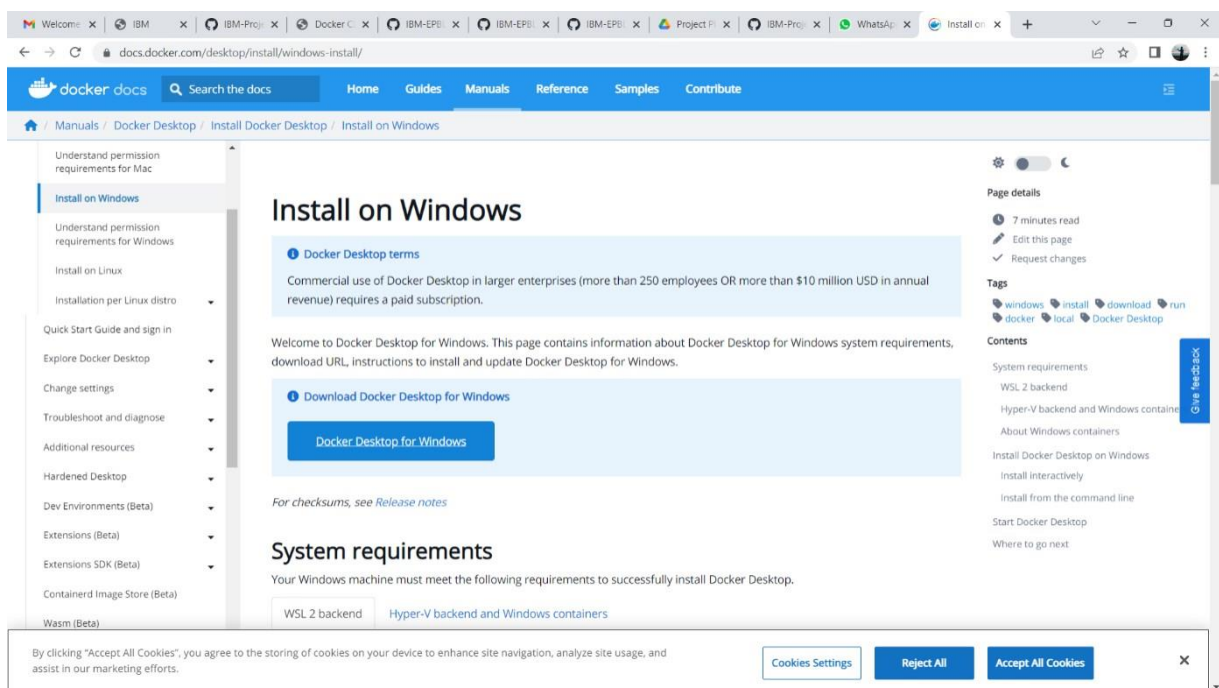 Welcome
IBM
IBM-Proje
Docker C
IBM-EPBL
IBM-EPBL
IBM-EPBL
Project Pl
IBM-Proje
WhatsAp
Install on
docs.docker.com/desktop/install/windows-install/
docker docs
Search the docs
Home Guides Manuals Reference Samples Contribute
/ Manuals / Docker Desktop / Install Docker Desktop / Install on Windows
Understand permission
requirements for Mac
Install on Windows
Understand permission
requirements for Windows
Install on Linux
Installation per Linux distro
Quick Start Guide and sign in
Explore Docker Desktop
Change settings
Troubleshoot and diagnose
Additional resources
Hardened Desktop
Dev Environments (Beta)
Extensions (Beta)
Extensions SDK (Beta)
Containerd Image Store (Beta)
Wasm (Beta)
Install on Windows
Docker Desktop terms
Commercial use of Docker Desktop in larger enterprises (more than 250 employees OR more than $10 million USD in annual
revenue) requires a paid subscription.
Welcome to Docker Desktop for Windows. This page contains information about Docker Desktop for Windows system requirements,
download URL, instructions to install and update Docker Desktop for Windows.
Download Docker Desktop for Windows
Docker Desktop for Windows
For checksums, see Release notes
System requirements
Your Windows machine must meet the following requirements to successfully install Docker Desktop.
WSL 2 backend Hyper-V backend and Windows containers
Page details
7 minutes read
Edit this page
Request changes
Tags
windows install download run
docker local Docker Desktop
Contents
System requirements
WSL 2 backend
Hyper-V backend and Windows containe
About Windows containers
Install Docker Desktop on Windows
Install interactively
Install from the command line
Start Docker Desktop
Where to go next
Give feedback
By clicking "Accept All Cookies", you agree to the storing of cookies on your device to enhance site navigation, analyze site usage, and
assist in our marketing efforts.
Cookies Settings
Reject All
Accept All Cookies